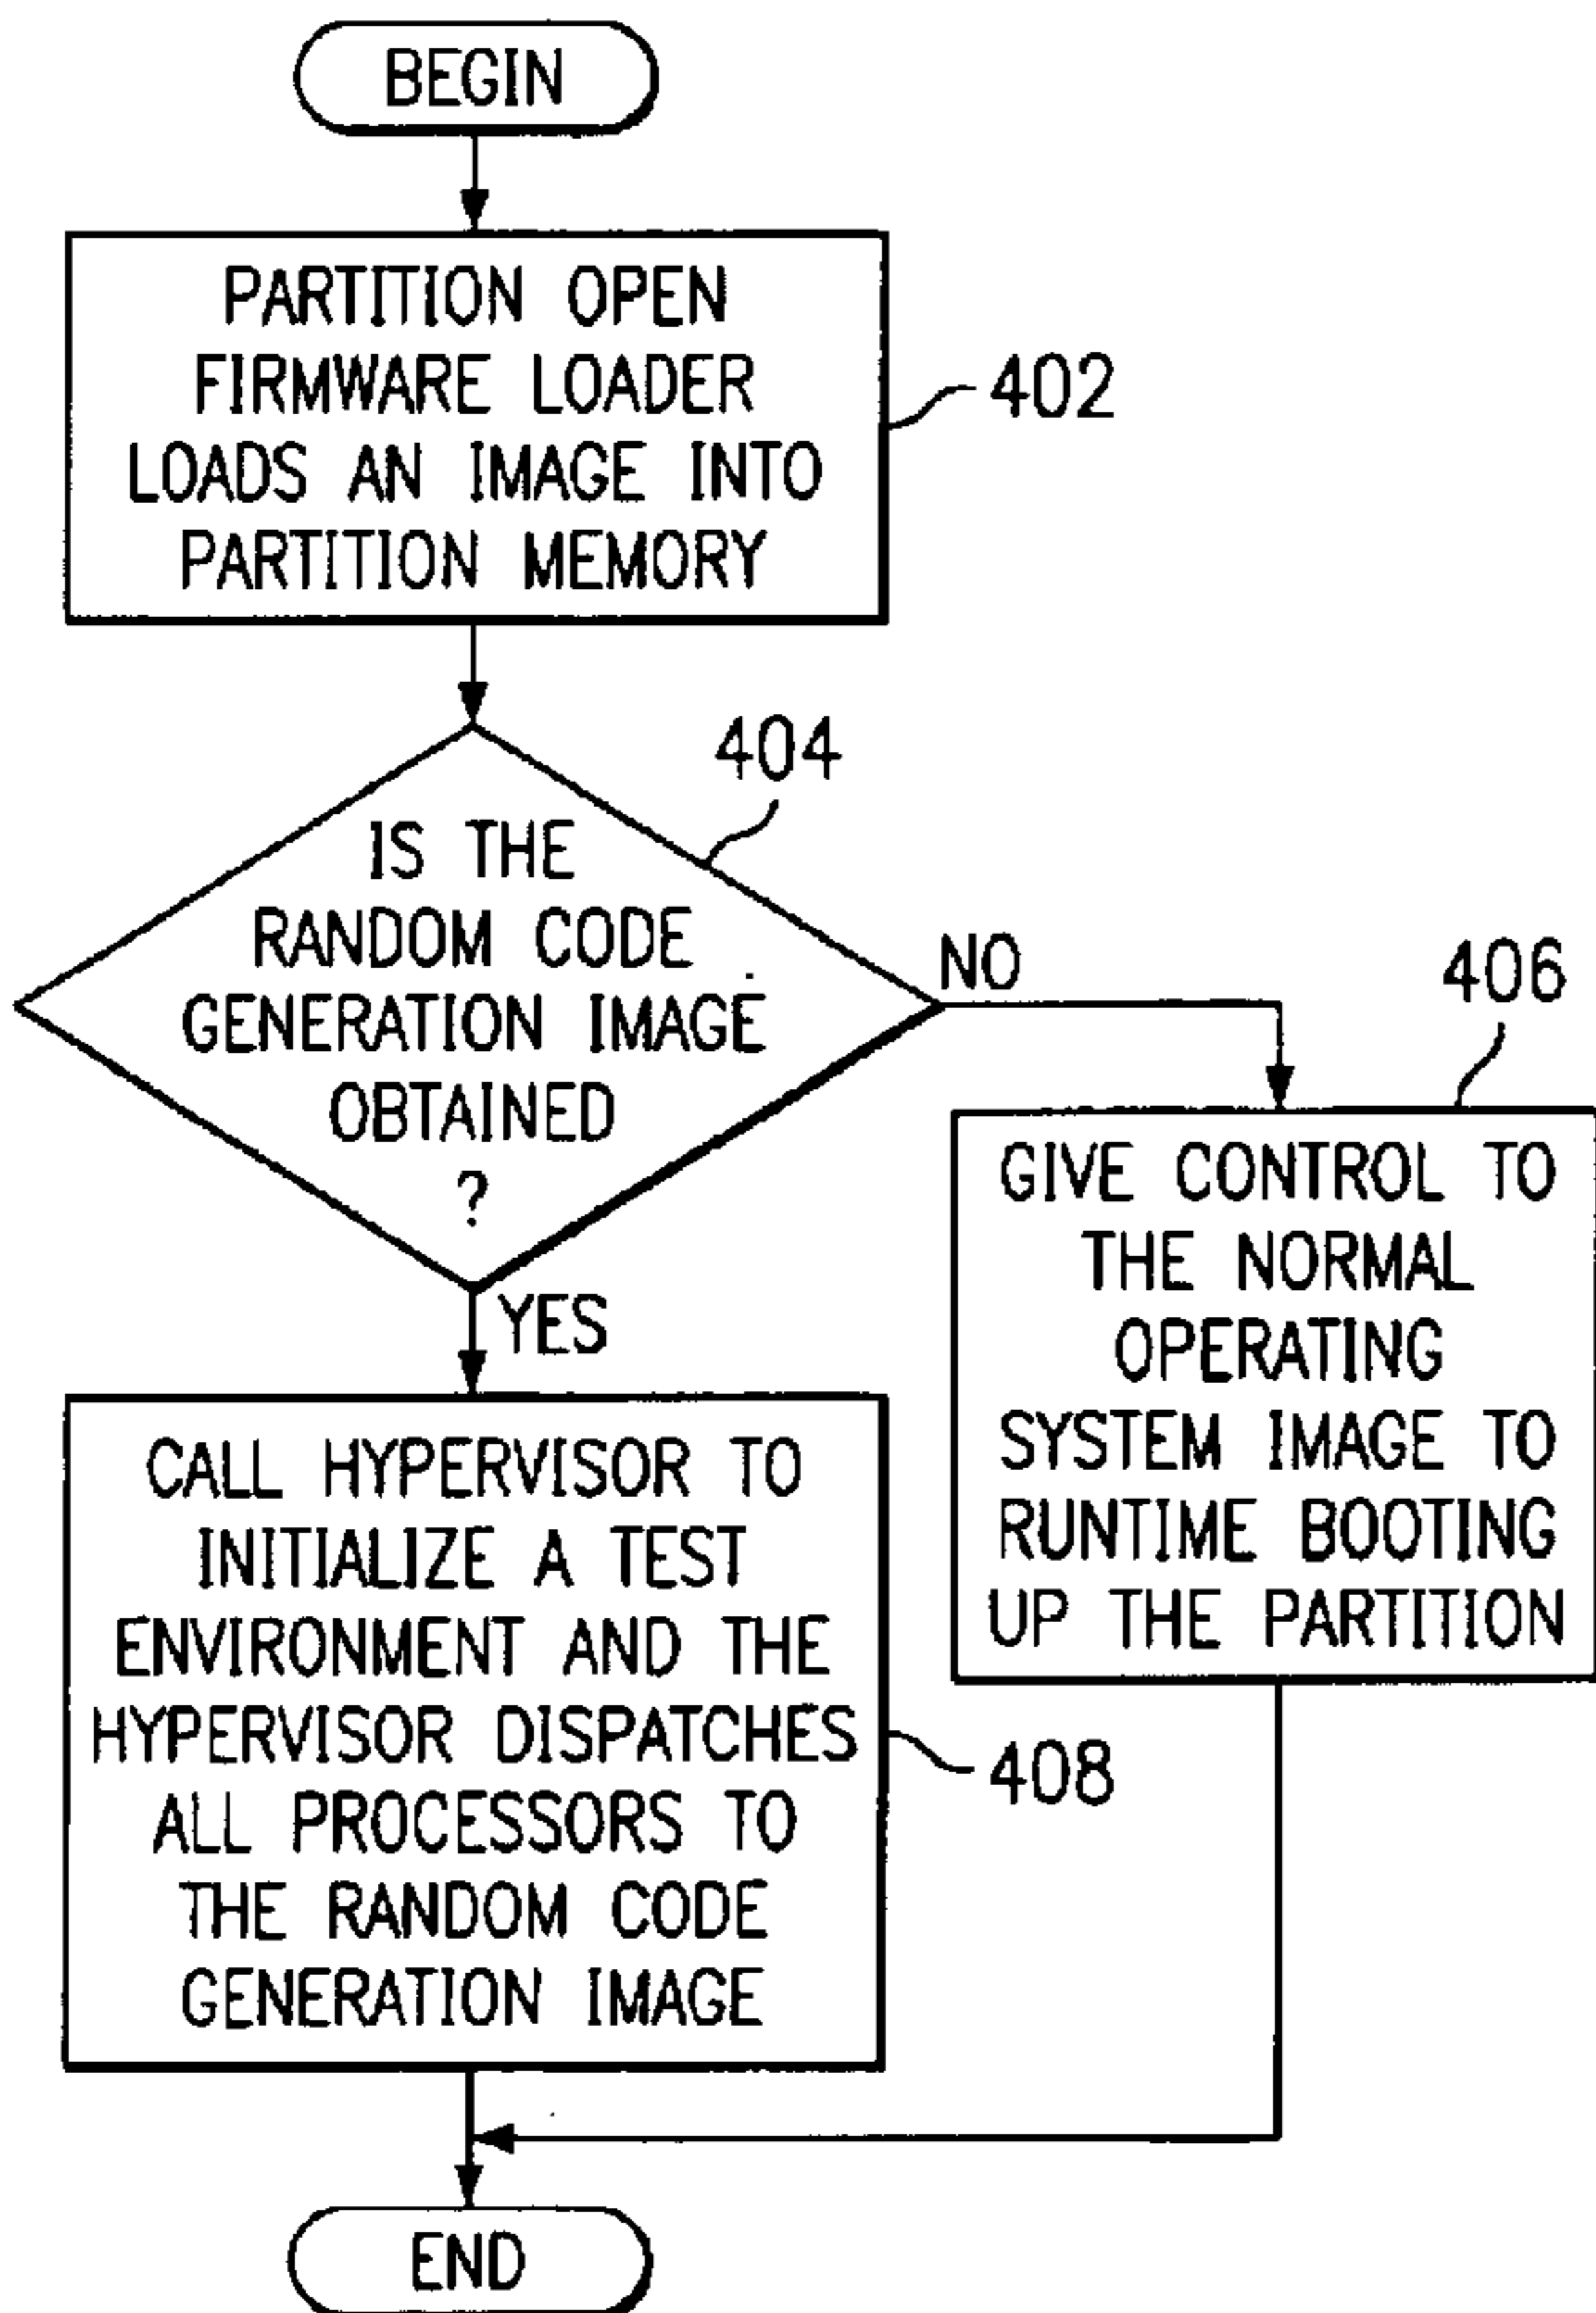 BEGIN
PARTITION OPEN
FIRMWARE LOADER
LOADS AN IMAGE INTO
PARTITION MEMORY
402
404
IS THE
RANDOM CODE
GENERATION IMAGE
OBTAINED
?
NO
406
YES
GIVE CONTROL TO
THE NORMAL
OPERATING
SYSTEM IMAGE TO
RUNTIME BOOTING
UP THE PARTITION
CALL HYPERVISOR TO
INITIALIZE A TEST
ENVIRONMENT AND THE
HYPERVISOR DISPATCHES
ALL PROCESSORS TO
THE RANDOM CODE
GENERATION IMAGE
408
END